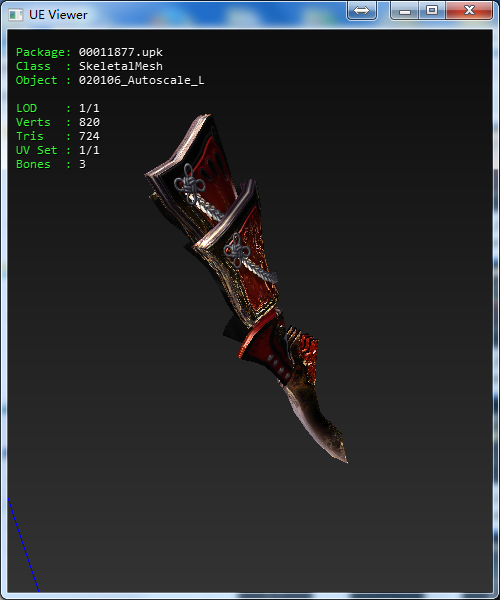 UE Viewer
Package: 00011877.upk
Class : SkeletalMesh
Object : 020106_Autoscale_L
LOD : 1/1
Verts : 820
Tris : 724
UV Set : 1/1
Bones : 3